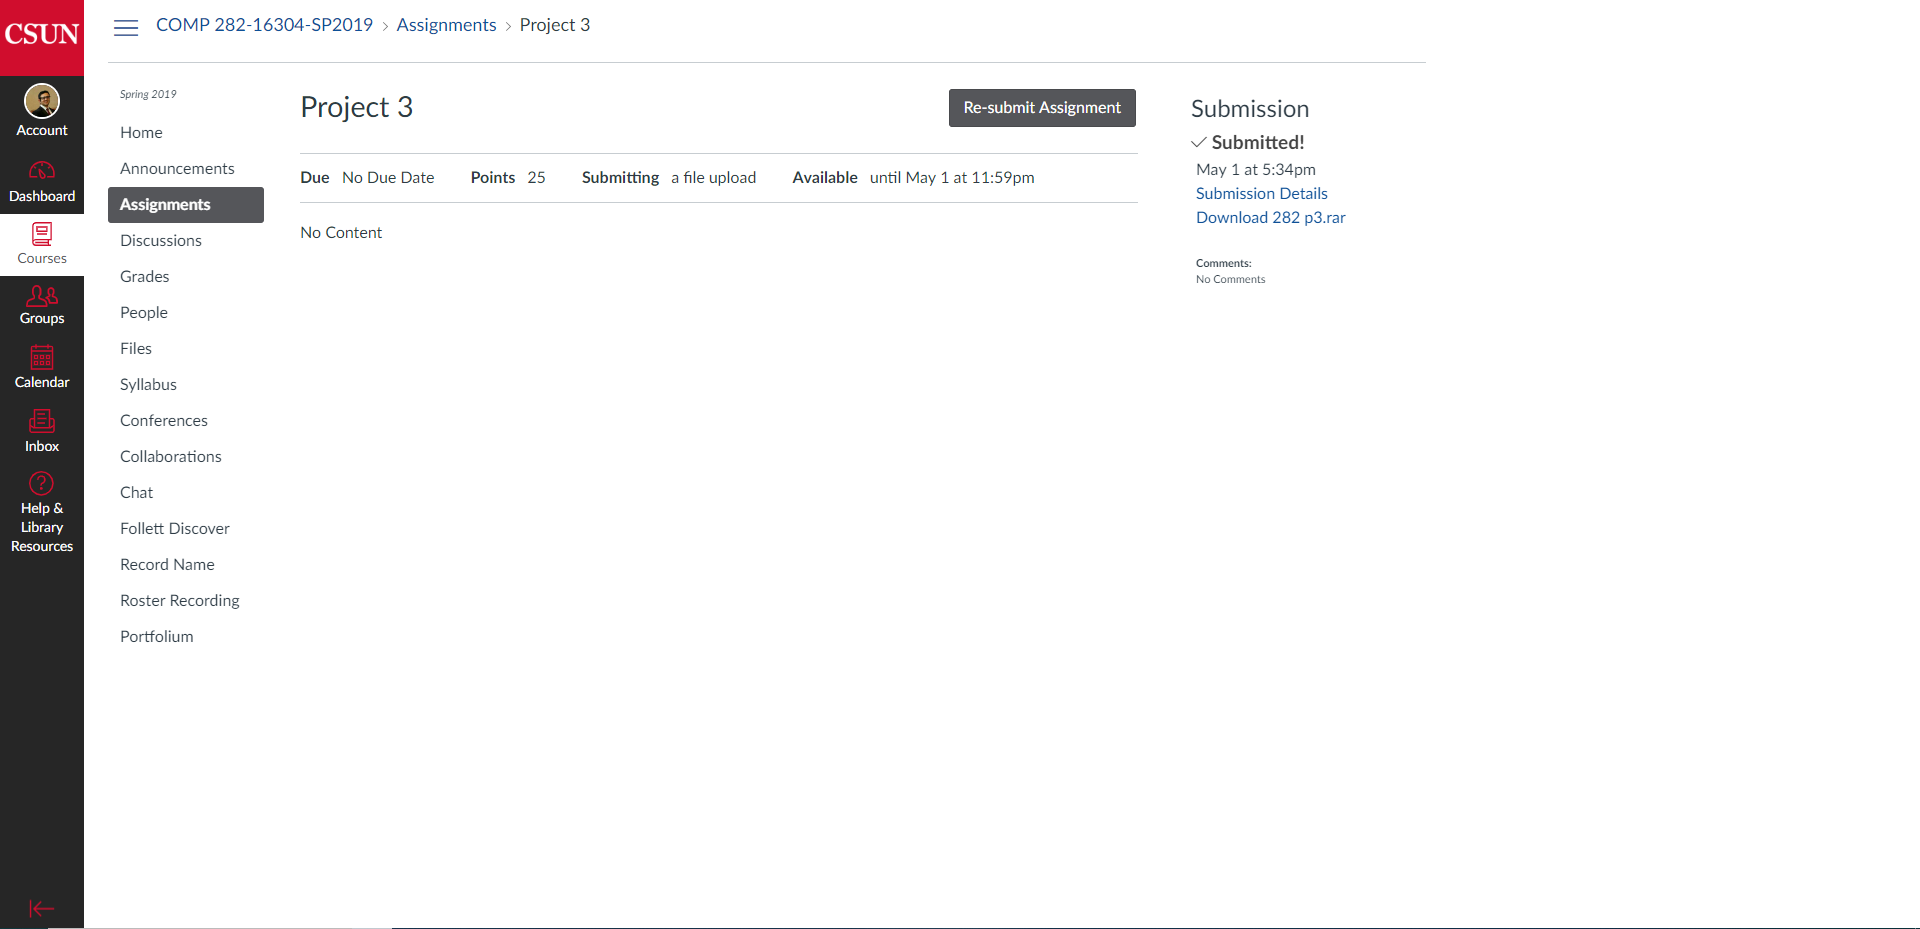 CSUN
Account
Dashboard
Courses
Groups
Calendar
Inbox
Help &
Library
Resources
COMP 282-16304-SP2019 › Assignments › Project 3
Spring 2019
Home
Announcements
Assignments
Discussions
Grades
People
Files
Syllabus
Conferences
Collaborations
Chat
Follett Discover
Record Name
Roster Recording
Portfolium
Project 3
Re-submit Assignment
Due No Due Date Points 25 Submitting a file upload Available until May 1 at 11:59pm
No Content
Submission
Submitted!
May 1 at 5:34pm
Submission Details
Download 282 p3.rar
Comments:
No Comments